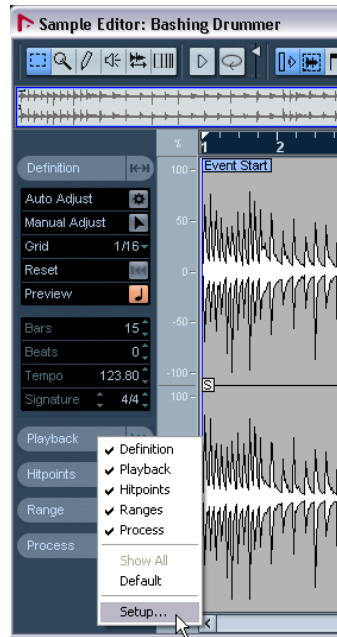 Sample Editor: Bashing Drummer
%
1
2
Definition
100
Event Start
Auto Adjust
Manual Adjust
50
Grid 1/16
Reset
0
Preview
Bars 15
-50
Beats 0
Tempo 123.80
-100
Signature 4/4
S
100
Playback
Hitpoints
Range
Process
✓ Definition
✓ Playback
✓ Hitpoints
✓ Ranges
✓ Process
Show All
Default
Setup...